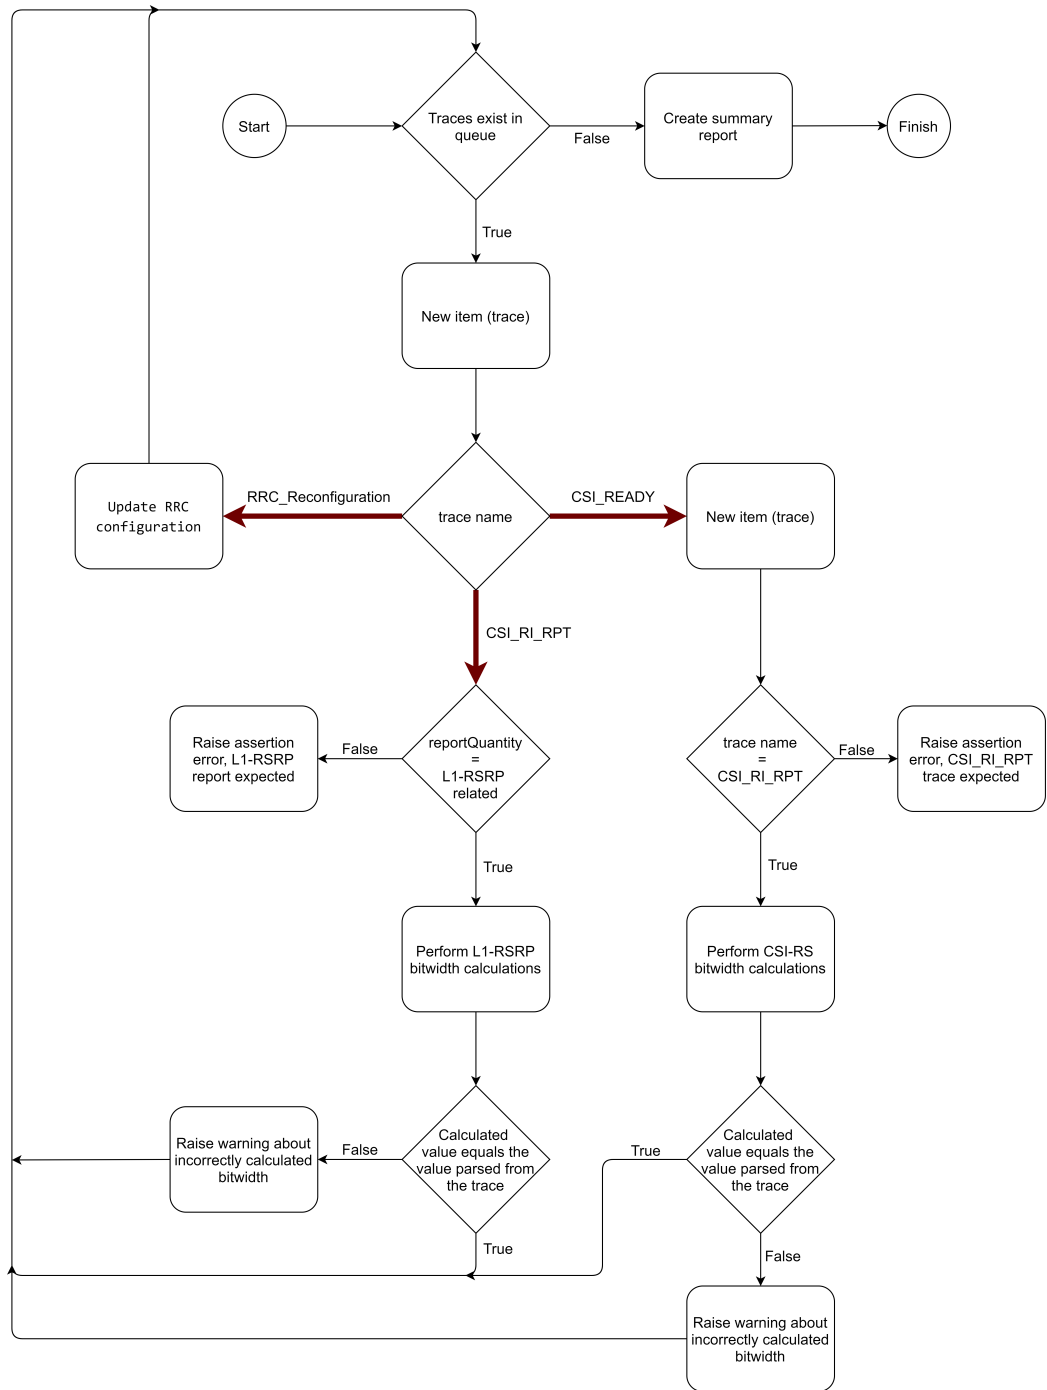 Start
Traces exist in
queue
False
Create summary
report
Finish
True
New item (trace)
RRC_Reconfiguration
CSI_READY
Update RRC
configuration
trace name
New item (trace)
CSI_RI_RPT
Raise assertion
error, L1-RSRP
report expected
False
reportQuantity
=
L1-RSRP
related
trace name
=
CSI_RI_RPT
False
Raise assertion
error, CSI_RI_RPT
trace expected
True
True
Perform L1-RSRP
bitwidth calculations
Perform CSI-RS
bitwidth calculations
Raise warning about
incorrectly calculated
bitwidth
False
Calculated
value equals the
value parsed from
the trace
True
Calculated
value equals the
value parsed from
the trace
True
False
Raise warning about
incorrectly calculated
bitwidth